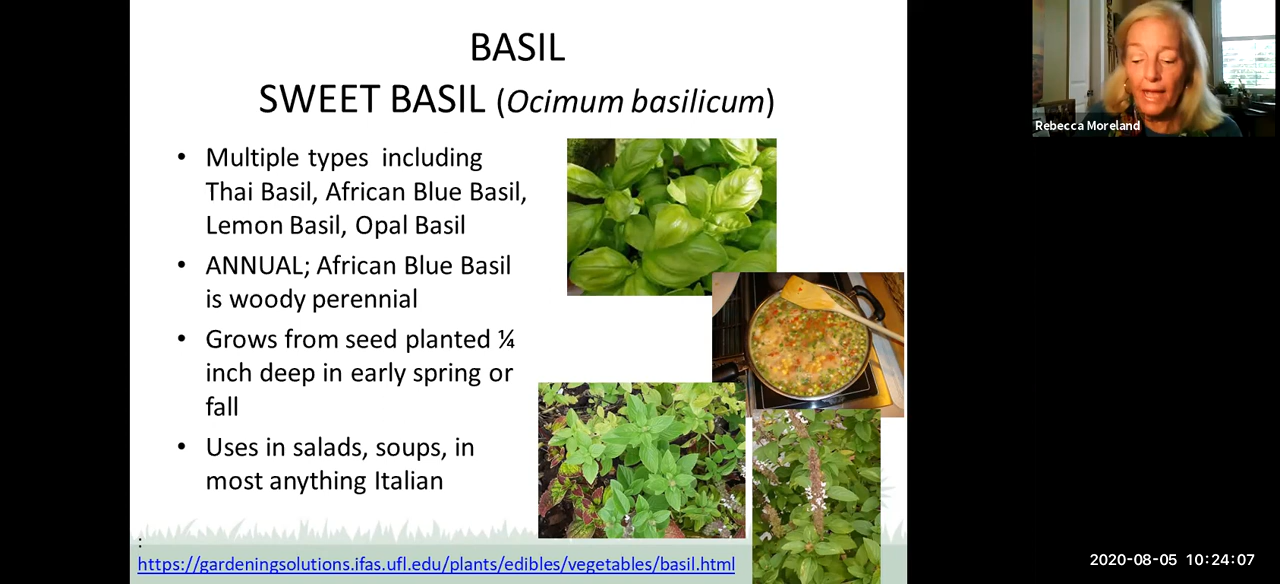 BASIL
SWEET BASIL (Ocimum basilicum)
• Multiple types including
Thai Basil, African Blue Basil,
Lemon Basil, Opal Basil
• ANNUAL; African Blue Basil
is woody perennial
• Grows from seed planted ¼
inch deep in early spring or
fall
• Uses in salads, soups, in
most anything Italian
:
https://gardeningsolutions.ifas.ufl.edu/plants/edibles/vegetables/basil.html
Rebecca Moreland
2020-08-05 10:24:07